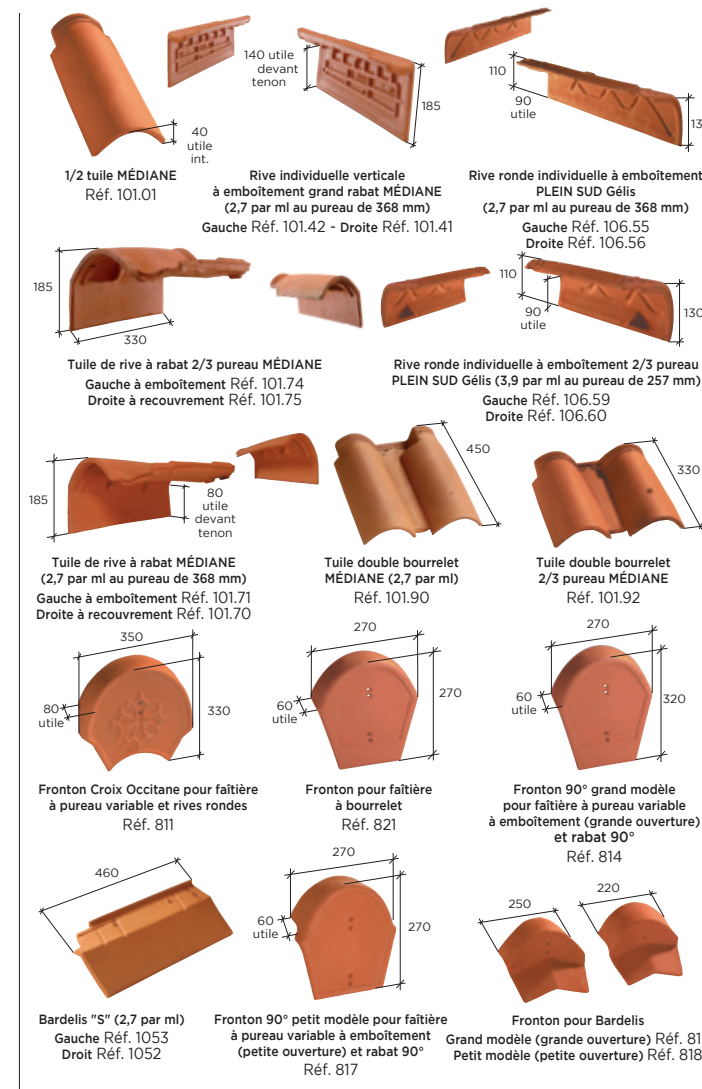 140 utile
devant
tenon
185
110
90
utile
40
utile
int.
1/2 tuile MÉDIANE
Réf. 101.01
Rive individuelle verticale
à emboîtement grand rabat MÉDIANE
(2,7 par ml au pureau de 368 mm)
Gauche Réf. 101.42 - Droite Réf. 101.41
Rive ronde individuelle à emboîtement
PLEIN SUD Gélis
(2,7 par ml au pureau de 368 mm)
Gauche Réf. 106.55
Droite Réf. 106.56
185
330
110
90
utile
130
Tuile de rive à rabat 2/3 pureau MÉDIANE
Gauche à emboîtement Réf. 101.74
Droite à recouvrement Réf. 101.75
Rive ronde individuelle à emboîtement 2/3 pureau
PLEIN SUD Gélis (3,9 par ml au pureau de 257 mm)
Gauche Réf. 106.59
Droite Réf. 106.60
185
80
utile
devant
tenon
450
330
Tuile de rive à rabat MÉDIANE
(2,7 par ml au pureau de 368 mm)
Gauche à emboîtement Réf. 101.71
Droite à recouvrement Réf. 101.70
Tuile double bourrelet
MÉDIANE (2,7 par ml)
Réf. 101.90
Tuile double bourrelet
2/3 pureau MÉDIANE
Réf. 101.92
350
80
utile
330
270
60
utile
270
270
60
utile
320
Fronton Croix Occitane pour faîtière
à pureau variable et rives rondes
Réf. 811
Fronton pour faîtière
à bourrelet
Réf. 821
Fronton 90° grand modèle
pour faîtière à pureau variable
à emboîtement (grande ouverture)
et rabat 90°
Réf. 814
460
270
60
utile
270
250
220
Bardelis "S" (2,7 par ml)
Gauche Réf. 1053
Droit Réf. 1052
Fronton 90° petit modèle pour faîtière
à pureau variable à emboîtement
(petite ouverture) et rabat 90°
Réf. 817
Fronton pour Bardelis
Grand modèle (grande ouverture) Réf. 81
Petit modèle (petite ouverture) Réf. 818